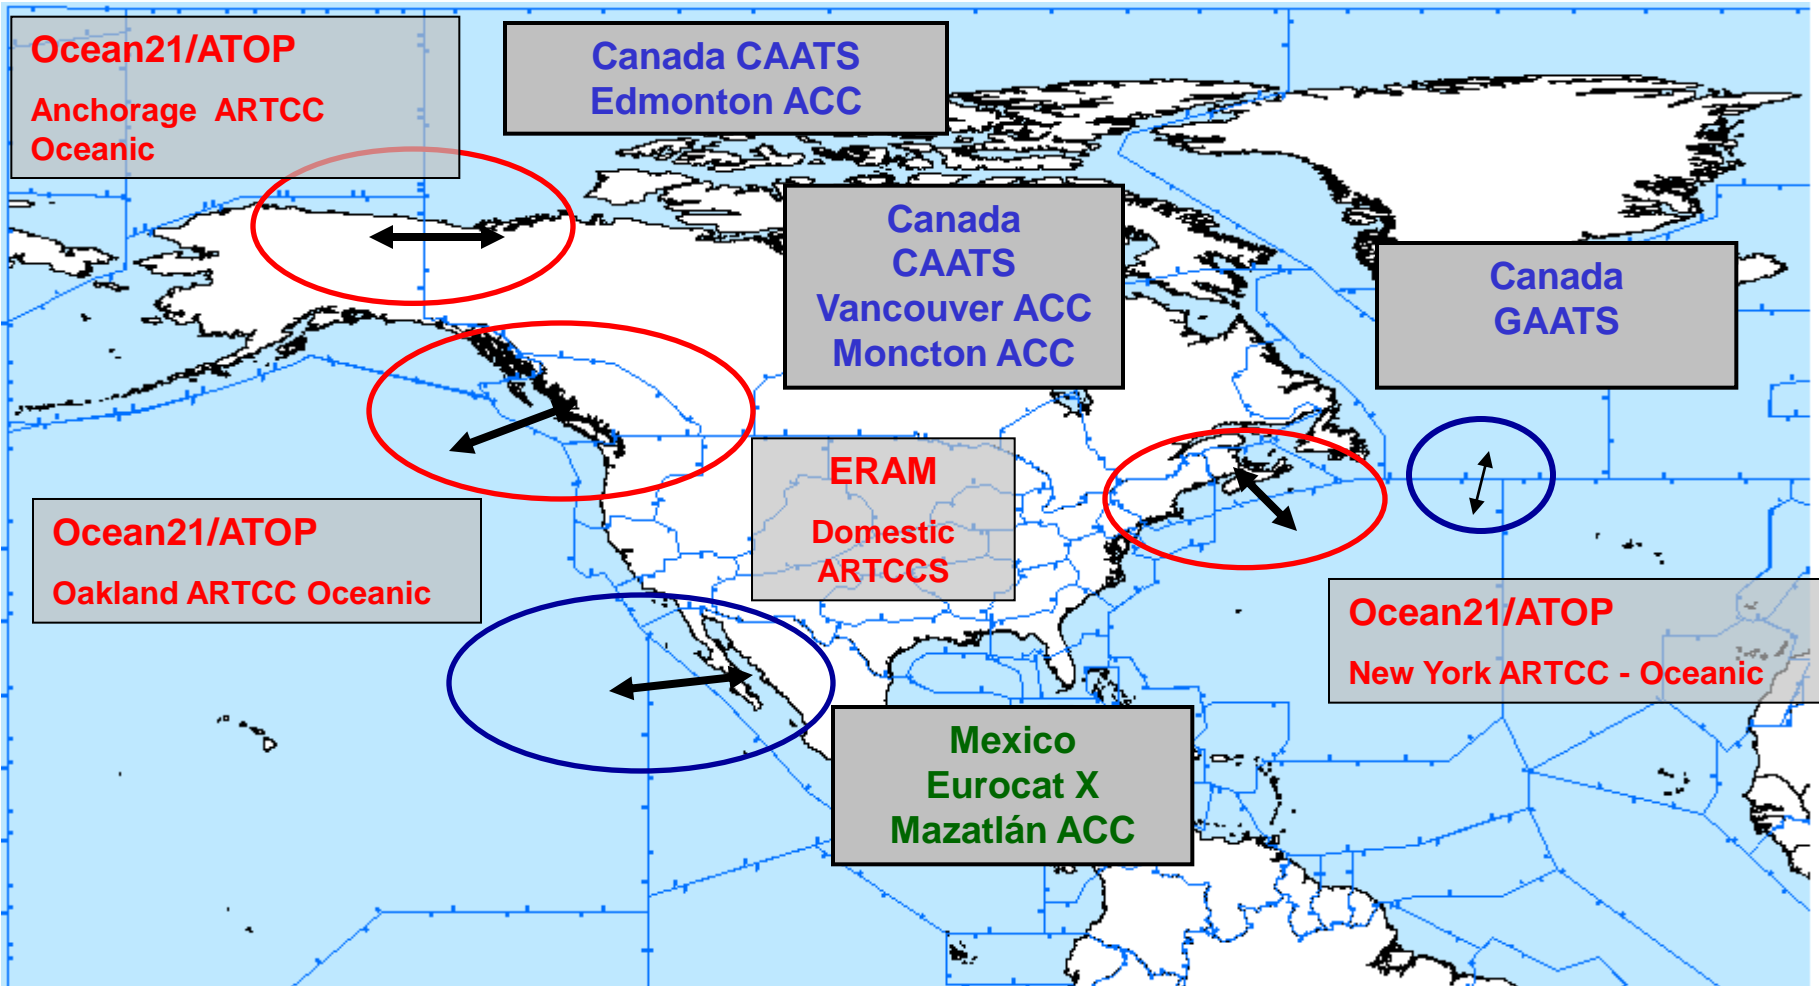 Ocean21/ATOP
Anchorage ARTCC
Oceanic
Canada CAATS
Edmonton ACC
Canada
CAATS
Vancouver ACC
Moncton ACC
Canada
GAATS
ERAM
Domestic
ARTCCS
Ocean21/ATOP
Oakland ARTCC Oceanic
Ocean21/ATOP
New York ARTCC - Oceanic
Mexico
Eurocat X
Mazatlán ACC